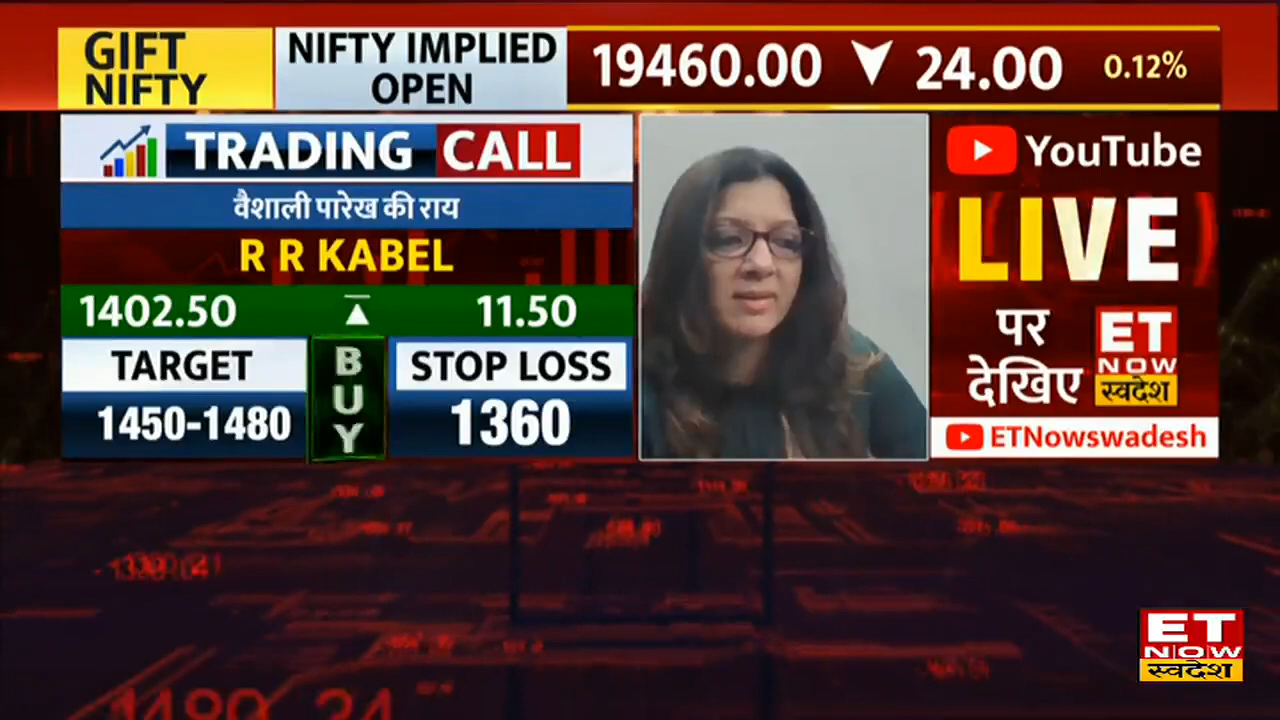 GIFT
NIFTY
NIFTY IMPLIED
OPEN
19460.00 ▼ 24.00 0.12%
TRADING CALL
वैशाली पारेख की राय
R R KABEL
1402.50 ▲ 11.50
TARGET
1450-1480
BUY
STOP LOSS
1360
YouTube
LIVE
पर
देखिए
ET
NOW
स्वदेश
ETNowswadesh
ET
NOW
स्वदेश